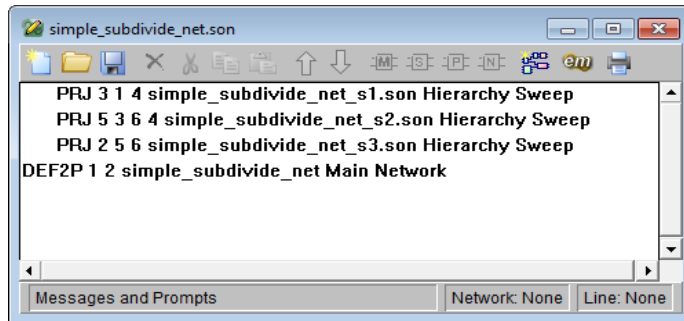 simple_subdivide_net.son
M S P N em
PRJ 3 1 4 simple_subdivide_net_s1.son Hierarchy Sweep
PRJ 5 3 6 4 simple_subdivide_net_s2.son Hierarchy Sweep
PRJ 2 5 6 simple_subdivide_net_s3.son Hierarchy Sweep
DEF2P 1 2 simple_subdivide_net Main Network
Messages and Prompts Network: None Line: None